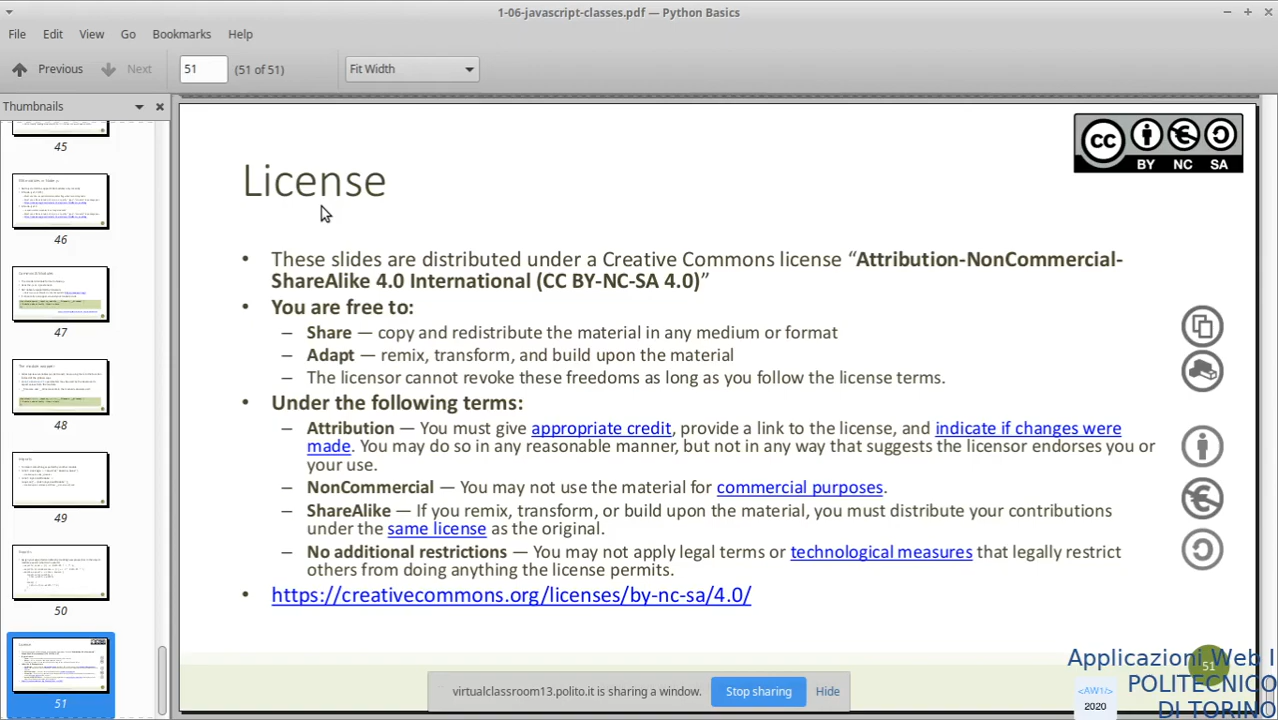 1-06-javascript-classes.pdf — Python Basics
File Edit View Go Bookmarks Help
Previous Next 51 (51 of 51) Fit Width
Thumbnails
45
46
47
48
49
50
51
CC BY NC SA
License
• These slides are distributed under a Creative Commons license “Attribution-NonCommercial-
ShareAlike 4.0 International (CC BY-NC-SA 4.0)”
• You are free to:
– Share — copy and redistribute the material in any medium or format
– Adapt — remix, transform, and build upon the material
– The licensor cannot revoke these freedoms as long as you follow the license terms.
• Under the following terms:
– Attribution — You must give appropriate credit, provide a link to the license, and indicate if changes were
made. You may do so in any reasonable manner, but not in any way that suggests the licensor endorses you or
your use.
– NonCommercial — You may not use the material for commercial purposes.
– ShareAlike — If you remix, transform, or build upon the material, you must distribute your contributions
under the same license as the original.
– No additional restrictions — You may not apply legal terms or technological measures that legally restrict
others from doing anything the license permits.
• https://creativecommons.org/licenses/by-nc-sa/4.0/
51
virtualclassroom13.polito.it is sharing a window. Stop sharing Hide
Applicazioni Web I
POLITECNICO
DI TORINO
<AW1/>
2020